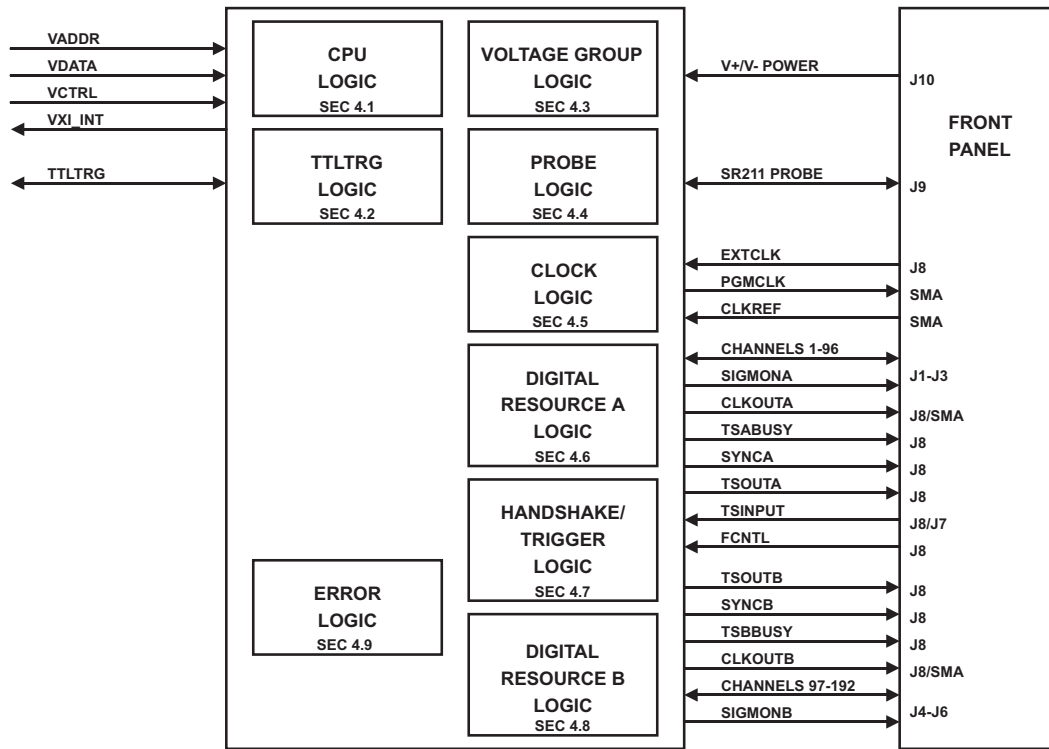 VADDR
VDATA
VCTRL
VXI_INT
TTLTRG
CPU
LOGIC
SEC 4.1
VOLTAGE GROUP
LOGIC
SEC 4.3
TTLTRG
LOGIC
SEC 4.2
PROBE
LOGIC
SEC 4.4
CLOCK
LOGIC
SEC 4.5
DIGITAL
RESOURCE A
LOGIC
SEC 4.6
HANDSHAKE/
TRIGGER
LOGIC
SEC 4.7
ERROR
LOGIC
SEC 4.9
DIGITAL
RESOURCE B
LOGIC
SEC 4.8
V+/V- POWER
SR211 PROBE
EXTCLK
PGMCLK
CLKREF
CHANNELS 1-96
SIGMONA
CLKOUTA
TSABUSY
SYNCA
TSOUTA
TSINPUT
FCNTL
TSOUTB
SYNCB
TSBBUSY
CLKOUTB
CHANNELS 97-192
SIGMONB
FRONT
PANEL
J10
J9
J8
SMA
SMA
J1-J3
J8/SMA
J8
J8
J8
J8/J7
J8
J8
J8
J8
J8/SMA
J4-J6